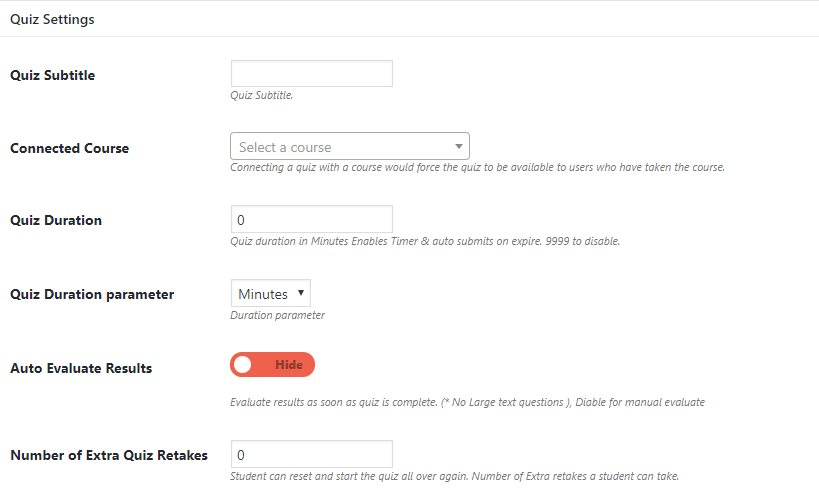 Quiz Settings
Quiz Subtitle
Quiz Subtitle.
Connected Course
Select a course
Connecting a quiz with a course would force the quiz to be available to users who have taken the course.
Quiz Duration
0
Quiz duration in Minutes Enables Timer & auto submits on expire. 9999 to disable.
Quiz Duration parameter
Minutes
Duration parameter
Auto Evaluate Results
Hide
Evaluate results as soon as quiz is complete. (* No Large text questions ), Diable for manual evaluate
Number of Extra Quiz Retakes
0
Student can reset and start the quiz all over again. Number of Extra retakes a student can take.